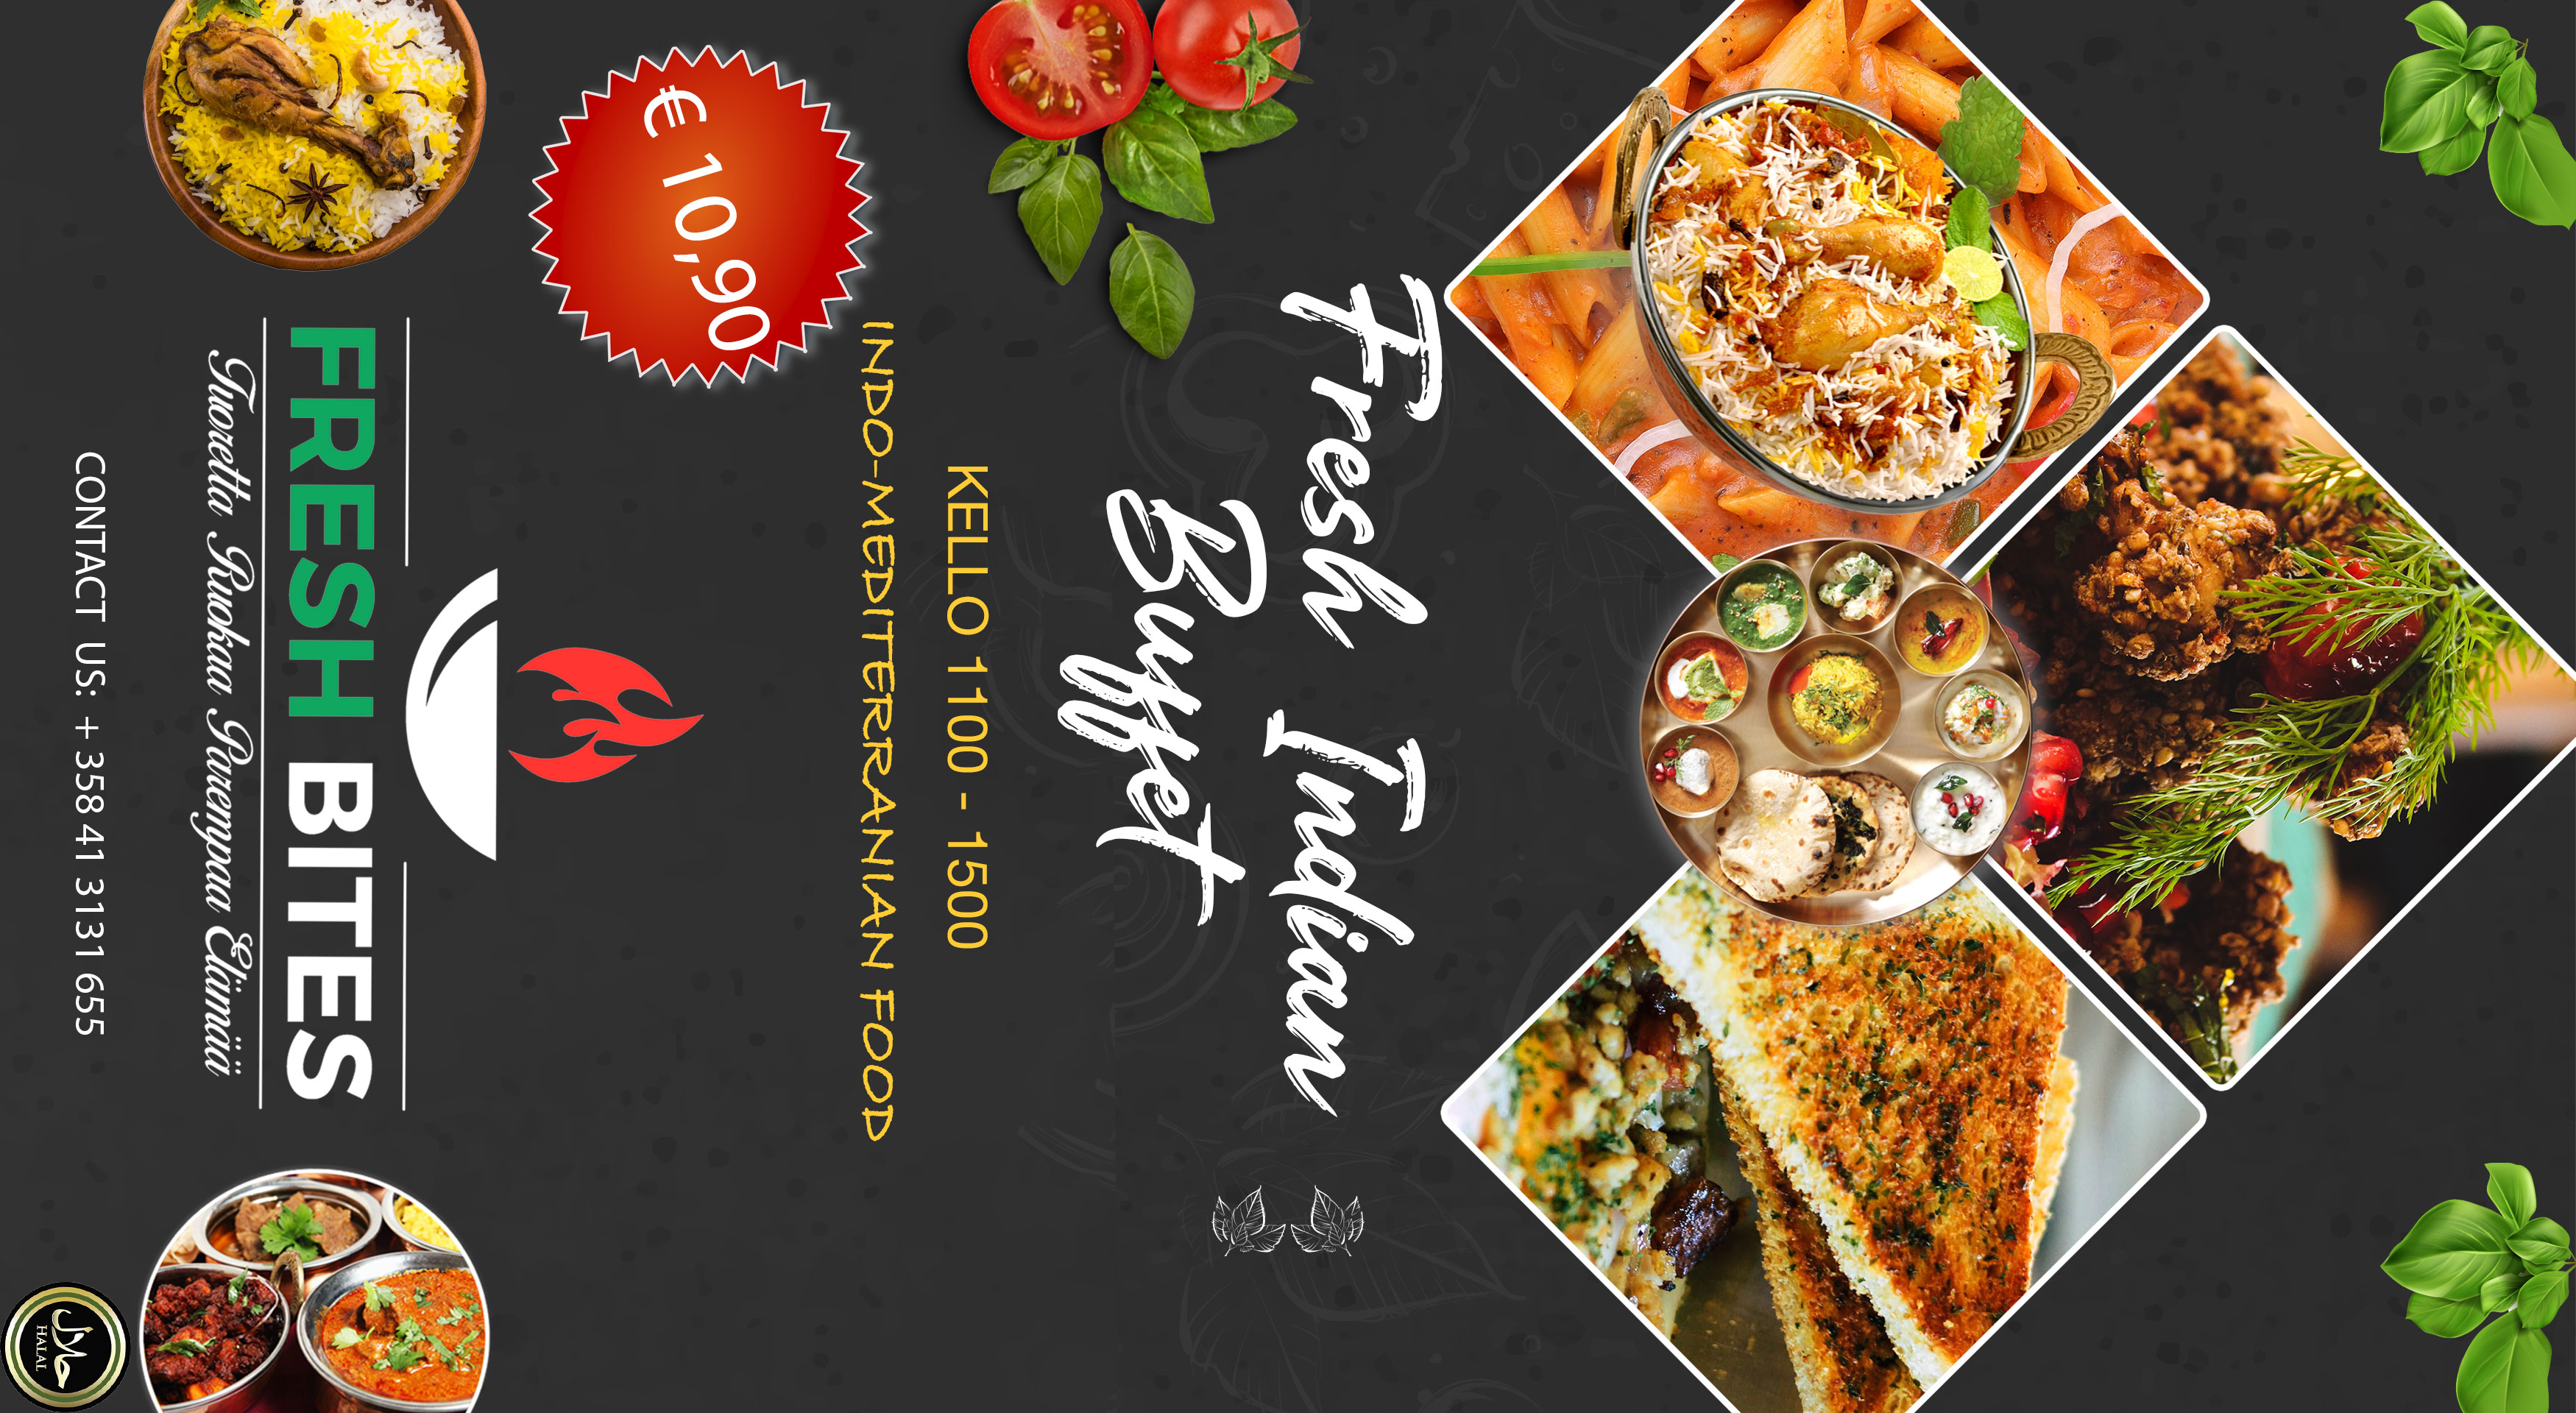 Fresh Indian
Buffet
KELLO 1100 - 1500
INDO-MEDITERRANIAN FOOD
€ 10,90
FRESH BITES
Tuoretta Ruokaa Parempaa Elämää
CONTACT US: +358 41 3131 655
حلال
HALAL